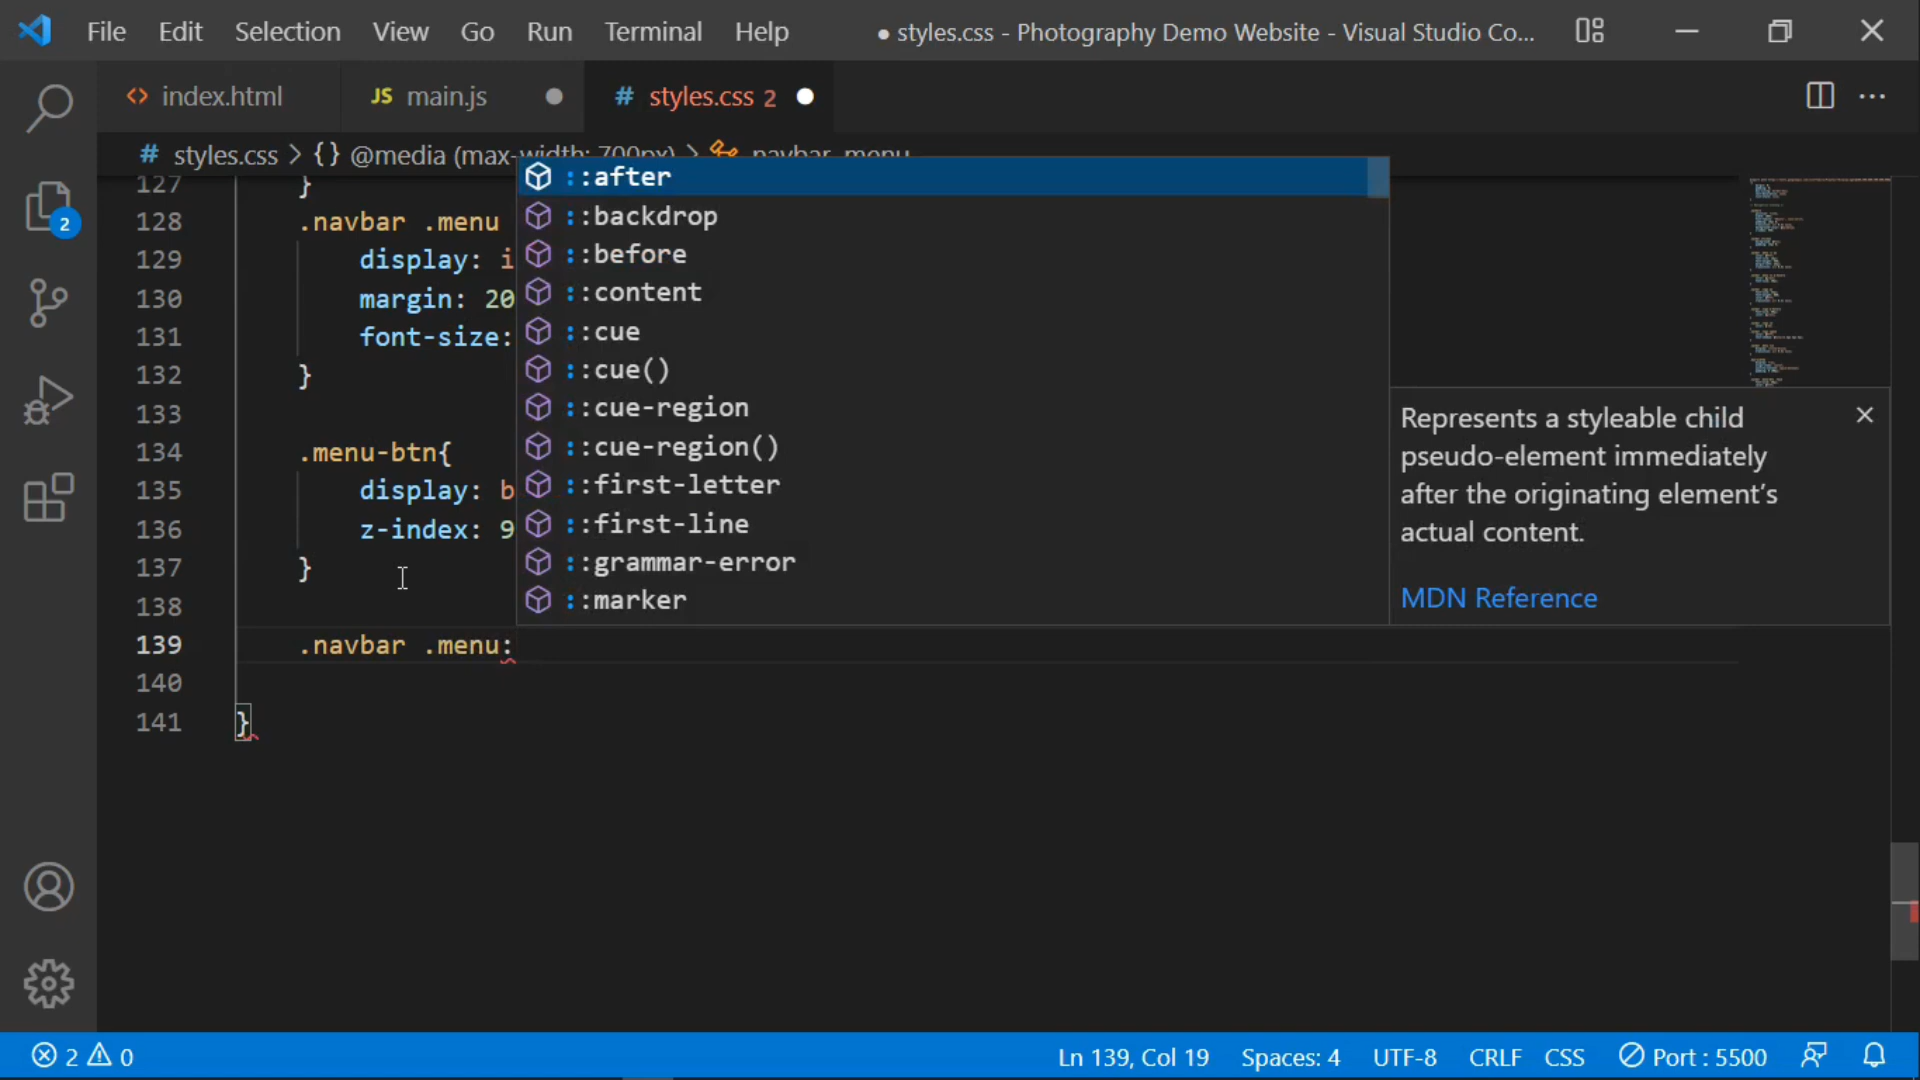 File Edit Selection View Go Run Terminal Help ● styles.css - Photography Demo Website - Visual Studio Co...
<> index.html JS main.js # styles.css 2
# styles.css > {} @media (max-width: 700px) > .navbar .menu
127 }
128 .navbar .menu
129 display: i
130 margin: 20
131 font-size:
132 }
133
134 .menu-btn{
135 display: b
136 z-index: 9
137 }
138
139 .navbar .menu:
140
141 }
::after
::backdrop
::before
::content
::cue
::cue()
::cue-region
::cue-region()
::first-letter
::first-line
::grammar-error
::marker
Represents a styleable child
pseudo-element immediately
after the originating element’s
actual content.
MDN Reference
2
2 0 Ln 139, Col 19 Spaces: 4 UTF-8 CRLF CSS Port : 5500